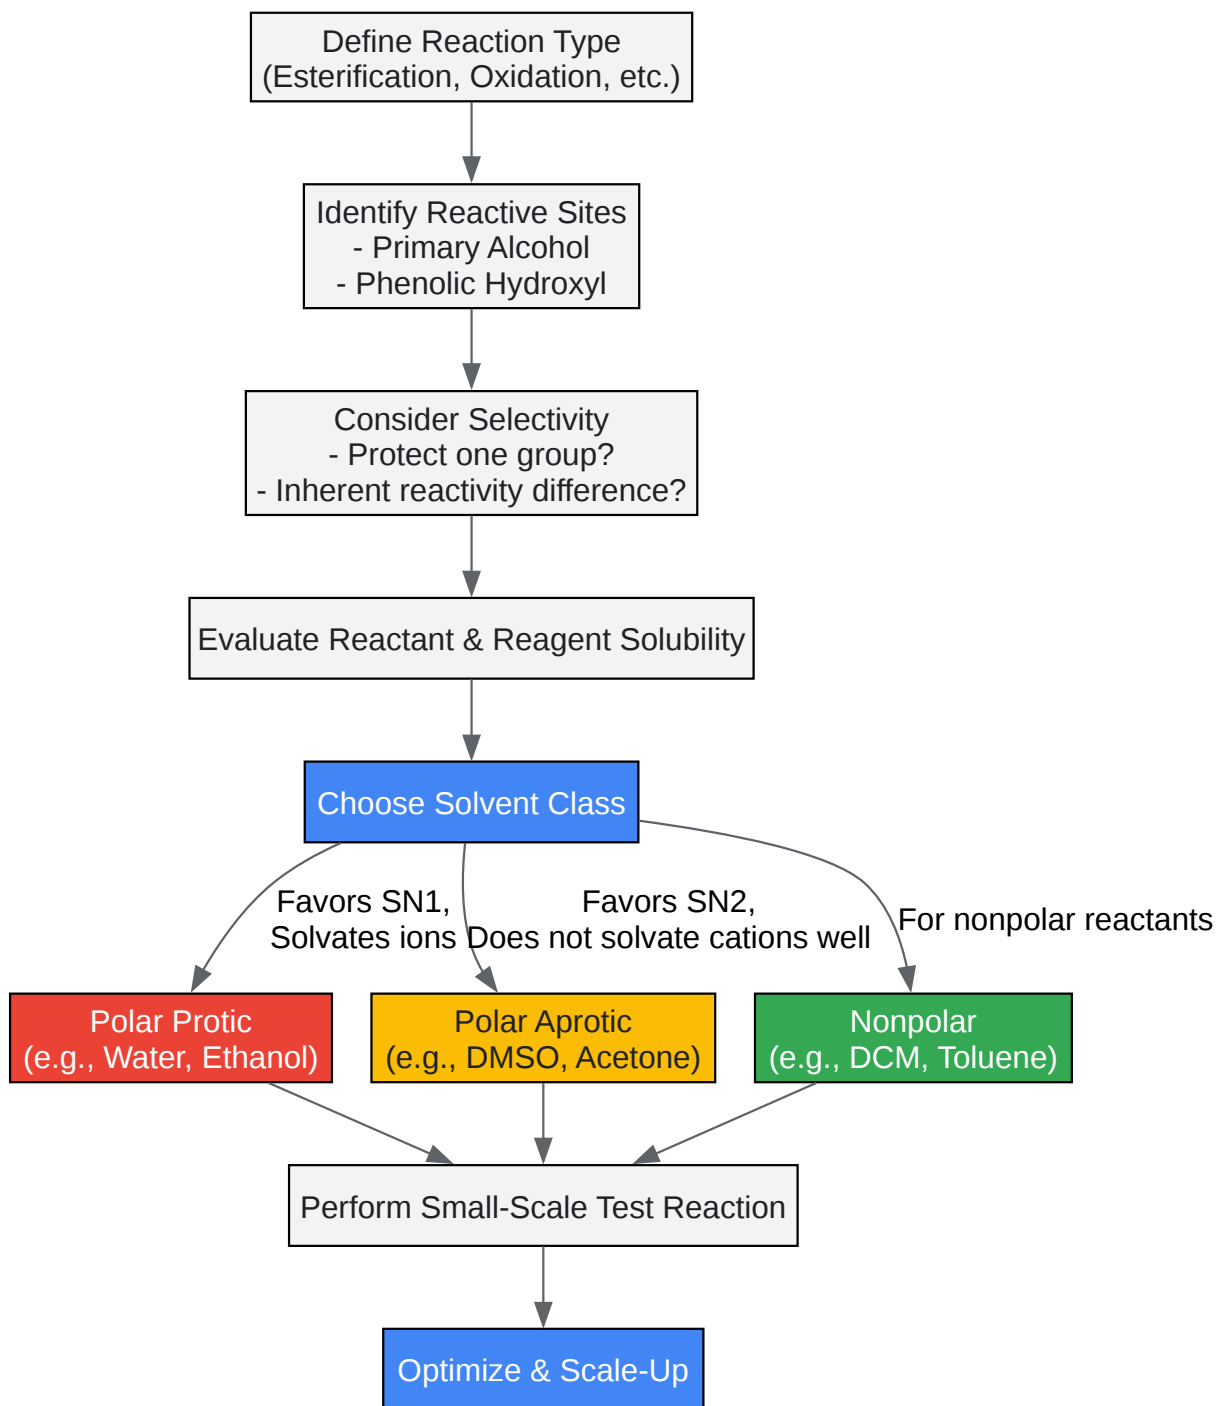 Define Reaction Type
(Esterification, Oxidation, etc.)
Identify Reactive Sites
- Primary Alcohol
- Phenolic Hydroxyl
Consider Selectivity
- Protect one group?
- Inherent reactivity difference?
Evaluate Reactant & Reagent Solubility
Choose Solvent Class
Favors SN1,
Solvates ions
Favors SN2,
Does not solvate cations well
For nonpolar reactants
Polar Protic
(e.g., Water, Ethanol)
Polar Aprotic
(e.g., DMSO, Acetone)
Nonpolar
(e.g., DCM, Toluene)
Perform Small-Scale Test Reaction
Optimize & Scale-Up